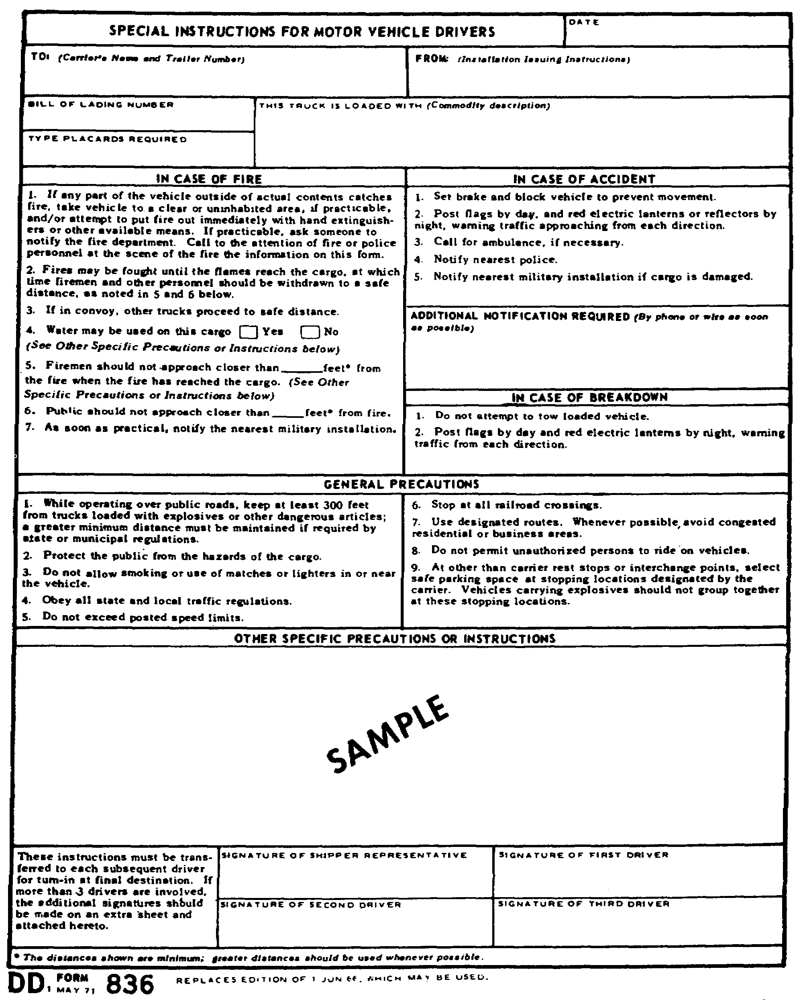 SPECIAL INSTRUCTIONS FOR MOTOR VEHICLE DRIVERS
DATE
TO: (Carrier's Name and Trailer Number)
FROM: (Installation Issuing Instructions)
BILL OF LADING NUMBER
THIS TRUCK IS LOADED WITH (Commodity description)
TYPE PLACARDS REQUIRED
IN CASE OF FIRE
1. If any part of the vehicle outside of actual contents catches
fire, take vehicle to a clear or uninhabited area, if practicable,
and/or attempt to put fire out immediately with hand extinguish-
ers or other available means. If practicable, ask someone to
notify the fire department. Call to the attention of fire or police
personnel at the scene of the fire the information on this form.
2. Fires may be fought until the flames reach the cargo, at which
time firemen and other personnel should be withdrawn to a safe
distance, as noted in 5 and 6 below.
3. If in convoy, other trucks proceed to safe distance.
4. Water may be used on this cargo Yes No
(See Other Specific Precautions or Instructions below)
5. Firemen should not approach closer than______feet* from
the fire when the fire has reached the cargo. (See Other
Specific Precautions or Instructions below)
6. Public should not approach closer than_____feet* from fire.
7. As soon as practical, notify the nearest military installation.
IN CASE OF ACCIDENT
1. Set brake and block vehicle to prevent movement.
2. Post flags by day, and red electric lanterns or reflectors by
night, warning traffic approaching from each direction.
3. Call for ambulance, if necessary.
4. Notify nearest police.
5. Notify nearest military installation if cargo is damaged.
ADDITIONAL NOTIFICATION REQUIRED (By phone or wire as soon
as possible)
IN CASE OF BREAKDOWN
1. Do not attempt to tow loaded vehicle.
2. Post flags by day and red electric lanterns by night, warning
traffic from each direction.
GENERAL PRECAUTIONS
1. While operating over public roads, keep at least 300 feet
from trucks loaded with explosives or other dangerous articles;
a greater minimum distance must be maintained if required by
state or municipal regulations.
2. Protect the public from the hazards of the cargo.
3. Do not allow smoking or use of matches or lighters in or near
the vehicle.
4. Obey all state and local traffic regulations.
5. Do not exceed posted speed limits.
6. Stop at all railroad crossings.
7. Use designated routes. Whenever possible, avoid congested
residential or business areas.
8. Do not permit unauthorized persons to ride on vehicles.
9. At other than carrier rest stops or interchange points, select
safe parking space at stopping locations designated by the
carrier. Vehicles carrying explosives should not group together
at these stopping locations.
OTHER SPECIFIC PRECAUTIONS OR INSTRUCTIONS
SAMPLE
These instructions must be trans-
ferred to each subsequent driver
for turn-in at final destination. If
more than 3 drivers are involved,
the additional signatures should
be made on an extra sheet and
attached hereto.
SIGNATURE OF SHIPPER REPRESENTATIVE
SIGNATURE OF FIRST DRIVER
SIGNATURE OF SECOND DRIVER
SIGNATURE OF THIRD DRIVER
* The distances shown are minimum; greater distances should be used whenever possible.
DD FORM 1 MAY 71 836
REPLACES EDITION OF 1 JUN 66, WHICH MAY BE USED.